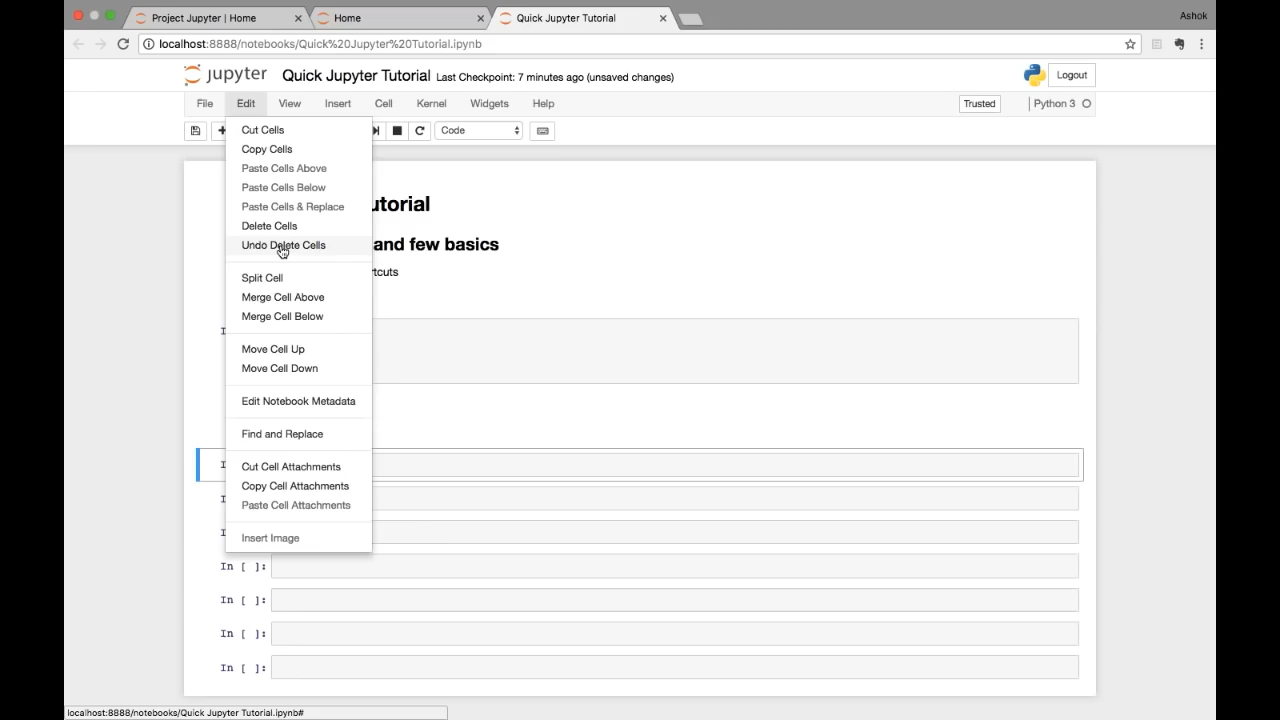 Project Jupyter | Home
Home
Quick Jupyter Tutorial
Ashok
localhost:8888/notebooks/Quick%20Jupyter%20Tutorial.ipynb
jupyter Quick Jupyter Tutorial Last Checkpoint: 7 minutes ago (unsaved changes)
Logout
File Edit View Insert Cell Kernel Widgets Help
Trusted
Python 3
Code
Cut Cells
Copy Cells
Paste Cells Above
Paste Cells Below
Paste Cells & Replace
Delete Cells
Undo Delete Cells
Split Cell
Merge Cell Above
Merge Cell Below
Move Cell Up
Move Cell Down
Edit Notebook Metadata
Find and Replace
Cut Cell Attachments
Copy Cell Attachments
Paste Cell Attachments
Insert Image
utorial
and few basics
rtcuts
In [ ]:
In [ ]:
In [ ]:
In [ ]:
localhost:8888/notebooks/Quick Jupyter Tutorial.ipynb#